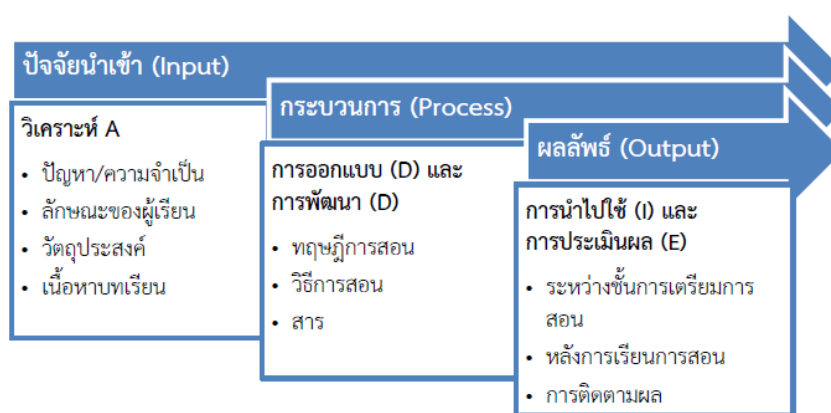 ปัจจัยนำเข้า (Input)
วิเคราะห์ A
• ปัญหา/ความจำเป็น
• ลักษณะของผู้เรียน
• วัตถุประสงค์
• เนื้อหาบทเรียน
กระบวนการ (Process)
การออกแบบ (D) และ
การพัฒนา (D)
• ทฤษฎีการสอน
• วิธีการสอน
• สาร
ผลลัพธ์ (Output)
การนำไปใช้ (I) และ
การประเมินผล (E)
• ระหว่างชั้นการเตรียมการ
สอน
• หลังการเรียนการสอน
• การติดตามผล